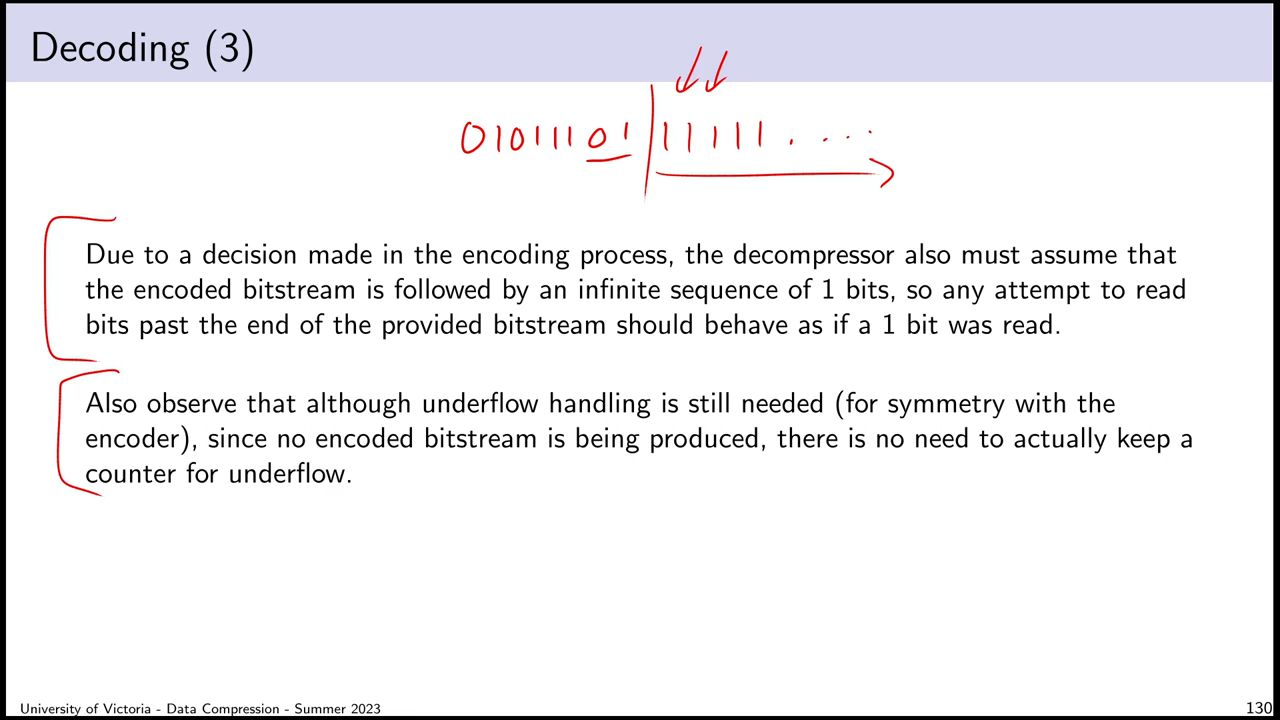 Decoding (3)
01011101|11111. ...
Due to a decision made in the encoding process, the decompressor also must assume that
the encoded bitstream is followed by an infinite sequence of 1 bits, so any attempt to read
bits past the end of the provided bitstream should behave as if a 1 bit was read.
Also observe that although underflow handling is still needed (for symmetry with the
encoder), since no encoded bitstream is being produced, there is no need to actually keep a
counter for underflow.
University of Victoria - Data Compression - Summer 2023
130